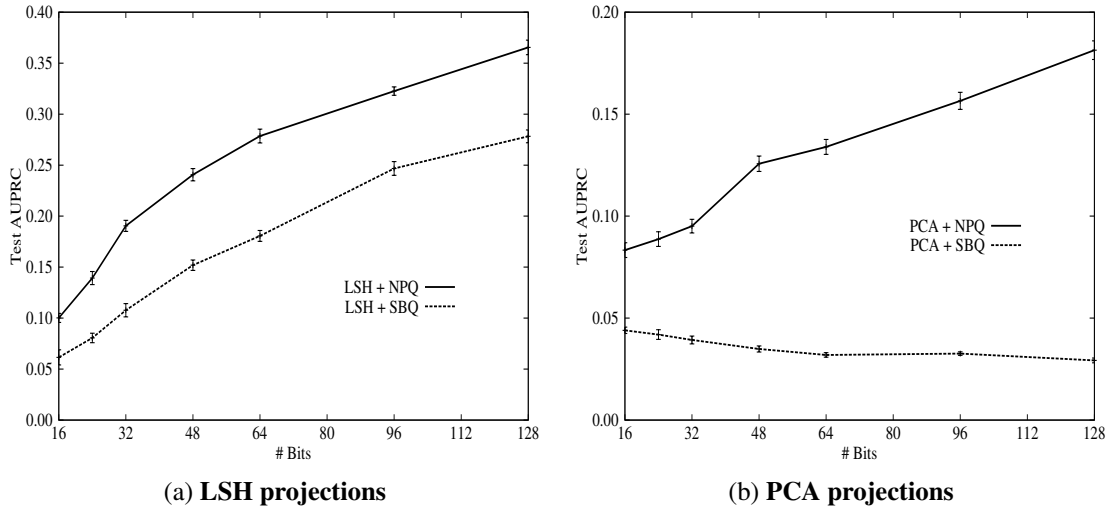 0.40
0.35
0.30
0.25
0.20
0.15
0.10
0.05
0.00
Test AUPRC
16 32 48 64 80 96 112 128
# Bits
LSH + NPQ
LSH + SBQ
(a) LSH projections
0.20
0.15
0.10
0.05
0.00
Test AUPRC
16 32 48 64 80 96 112 128
# Bits
PCA + NPQ
PCA + SBQ
(b) PCA projections